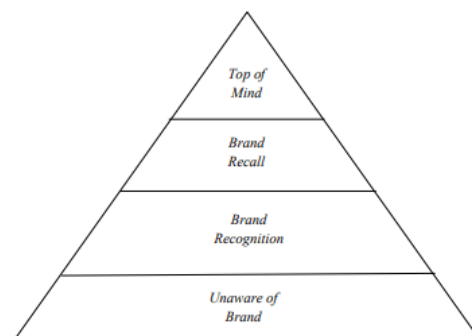 Top of
Mind
Brand
Recall
Brand
Recognition
Unaware of
Brand